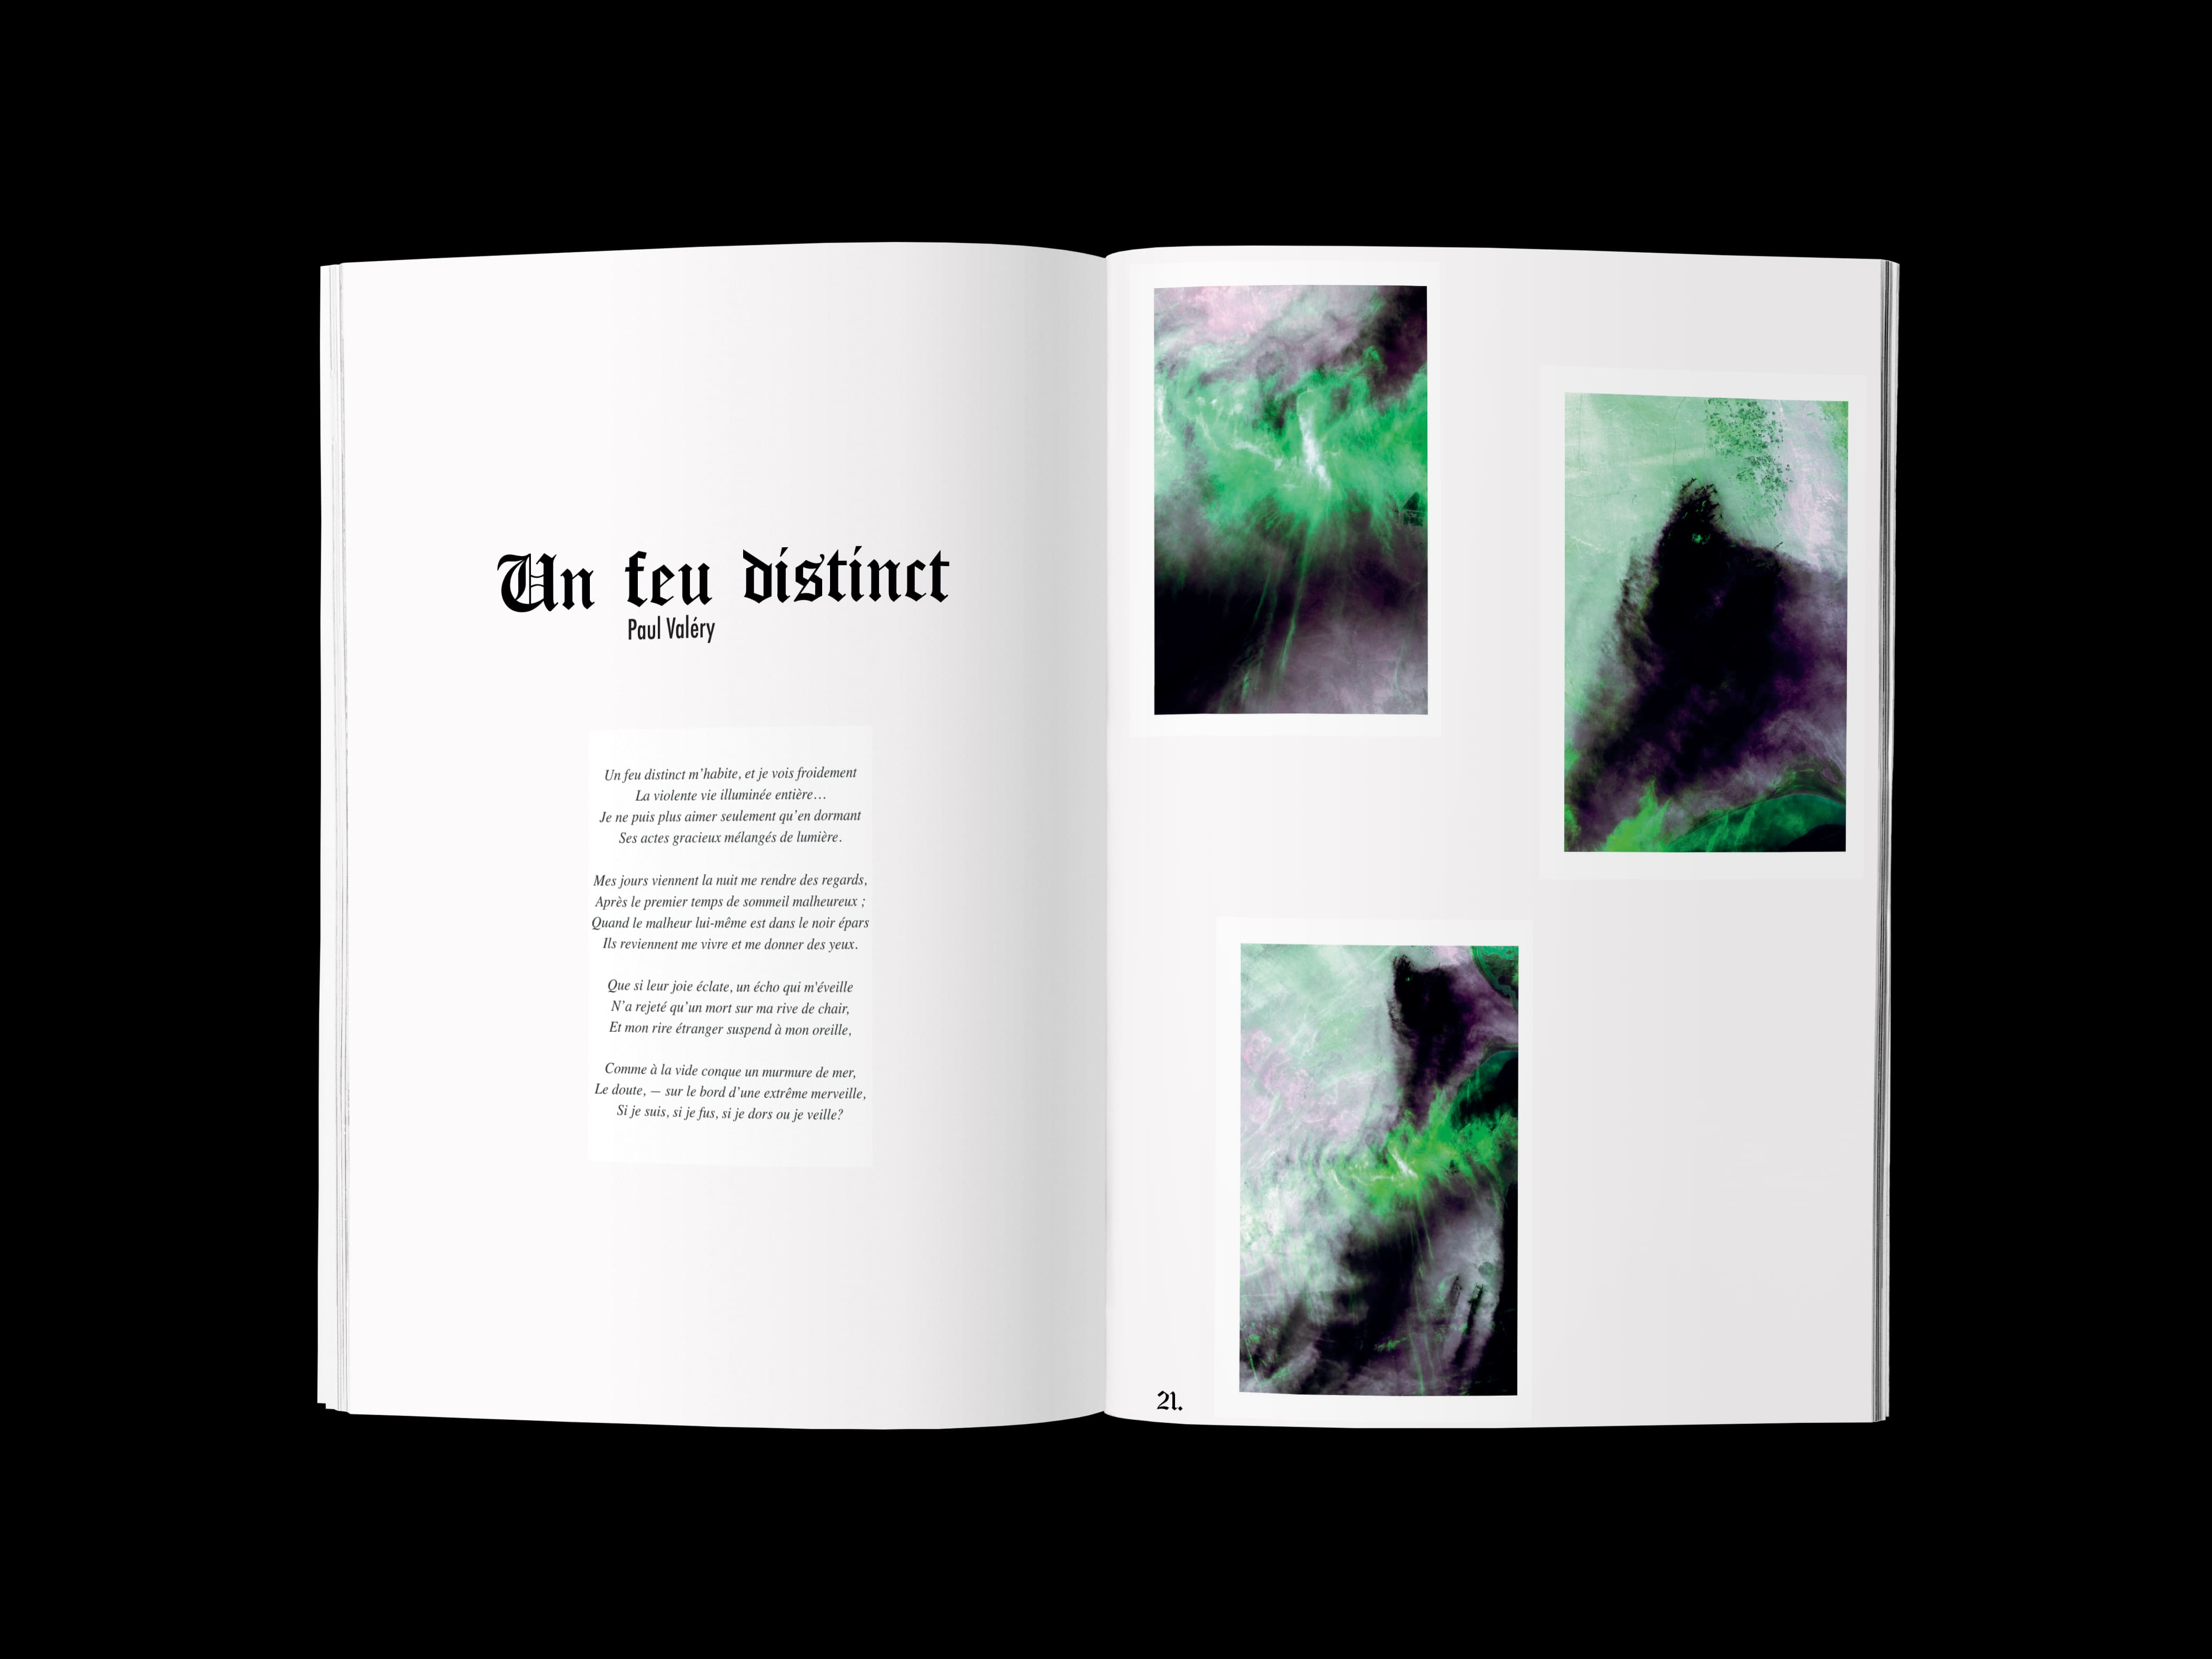 Un feu distinct
Paul Valéry
Un feu distinct m’habite, et je vois froidement
La violente vie illuminée entière…
Je ne puis plus aimer seulement qu’en dormant
Ses actes gracieux mélangés de lumière.
Mes jours viennent la nuit me rendre des regards,
Après le premier temps de sommeil malheureux ;
Quand le malheur lui-même est dans le noir épars
Ils reviennent me vivre et me donner des yeux.
Que si leur joie éclate, un écho qui m'éveille
N’a rejeté qu’un mort sur ma rive de chair,
Et mon rire étranger suspend à mon oreille,
Comme à la vide conque un murmure de mer,
Le doute, — sur le bord d’une extrême merveille,
Si je suis, si je fus, si je dors ou je veille?
21.